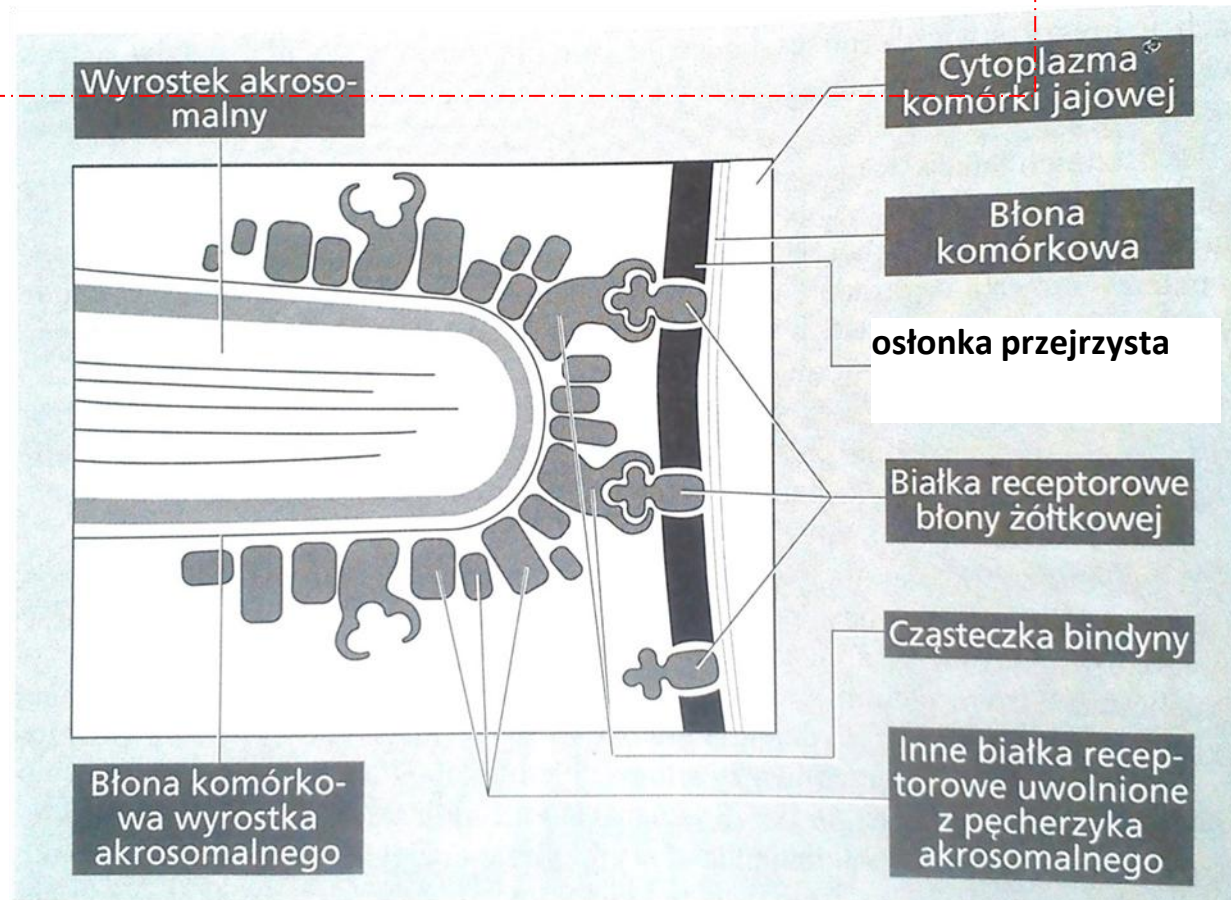 Wyrostek akroso-
malny
Cytoplazma
komórki jajowej
Błona
komórkowa
osłonka przejrzysta
Białka receptorowe
błony żółtkowej
Cząsteczka bindyny
Inne białka recep-
torowe uwolnione
z pęcherzyka
akrosomalnego
Błona komórko-
wa wyrostka
akrosomalnego